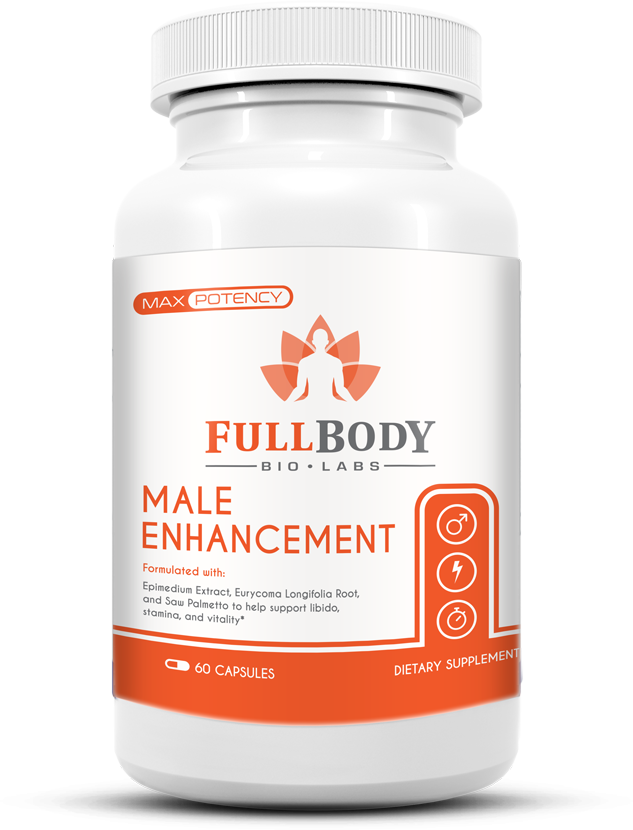 MAX POTENCY
FULLBODY
BIO • LABS
MALE
ENHANCEMENT
Formulated with:
Epimedium Extract, Eurycoma Longifolia Root,
and Saw Palmetto to help support libido,
stamina, and vitality*
60 CAPSULES
DIETARY SUPPLEMENT